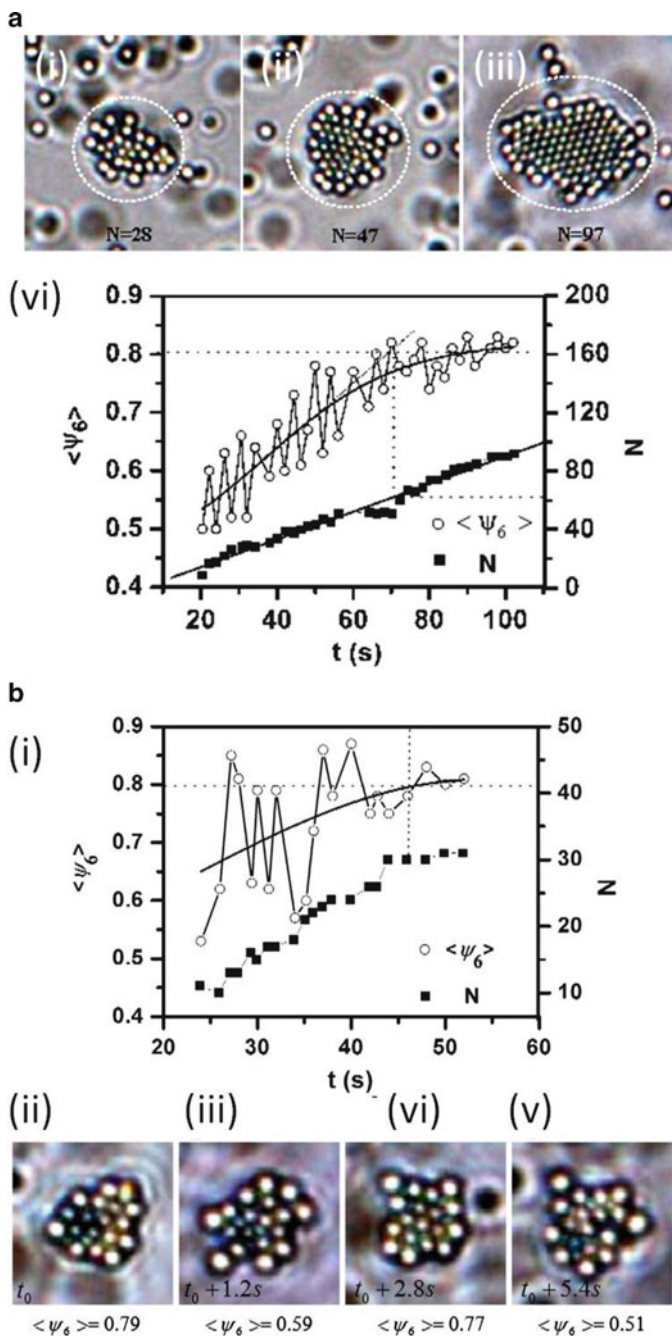 a
(i) (ii) (iii)
N=28 N=47 N=97
(vi)
0.9 200
0.8 160
0.7 120
0.6 80
0.5 40
0.4 0
<Ψ6>
N
○ < Ψ6 >
■ N
20 40 60 80 100
t (s)
b
(i)
0.9 50
0.8 40
0.7 30
0.6
0.5 20
0.4 10
<ψ6>
N
○ <ψ6>
■ N
20 30 40 50 60
t (s)
(ii) (iii) (vi) (v)
t0 t0 + 1.2s t0 + 2.8s t0 + 5.4s
<ψ6>= 0.79 <ψ6>= 0.59 <ψ6>= 0.77 <ψ6>= 0.51